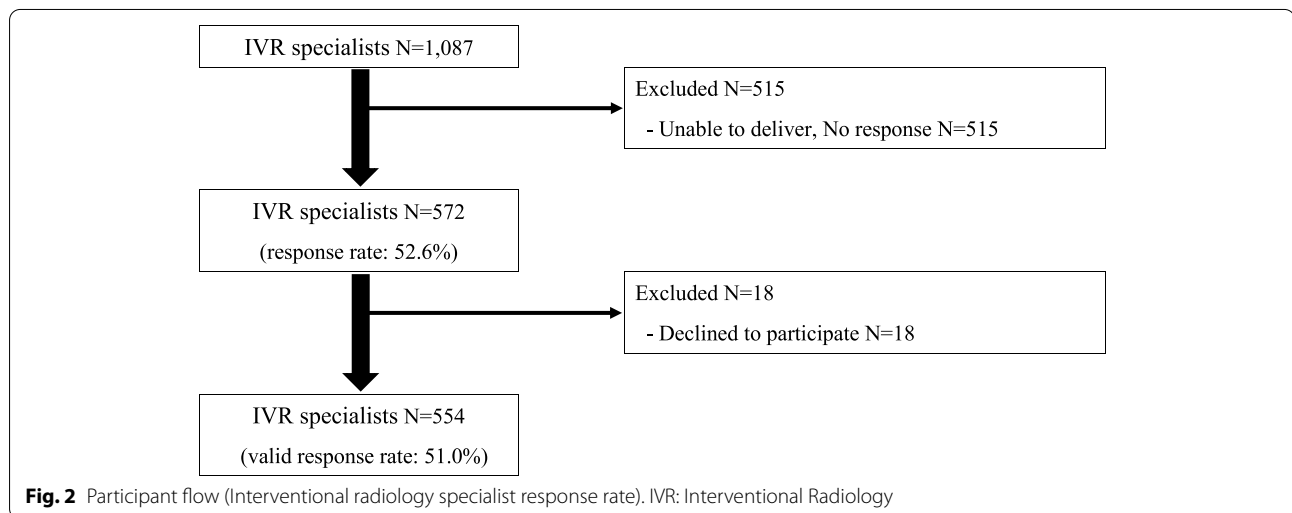 IVR specialists N=1,087
Excluded N=515
- Unable to deliver, No response N=515
IVR specialists N=572
(response rate: 52.6%)
Excluded N=18
- Declined to participate N=18
IVR specialists N=554
(valid response rate: 51.0%)
Fig. 2 Participant flow (Interventional radiology specialist response rate). IVR: Interventional Radiology